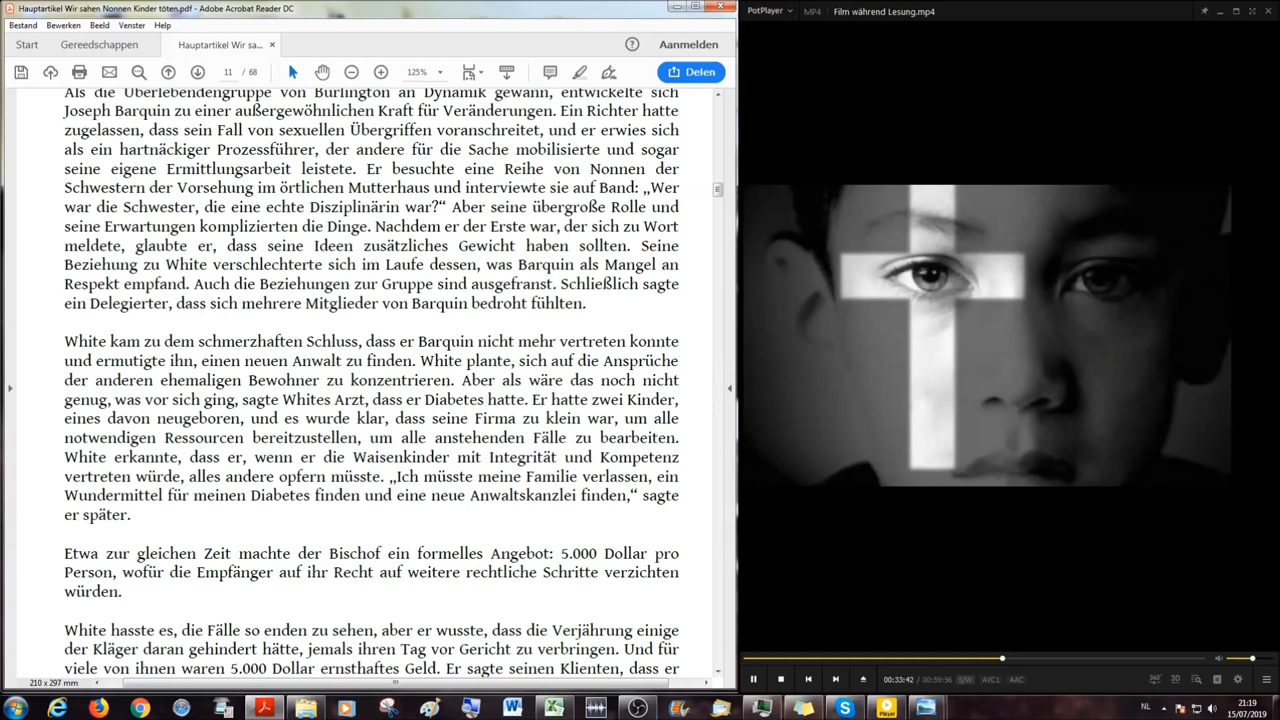 Hauptartikel Wir sahen Nonnen Kinder töten.pdf - Adobe Acrobat Reader DC
Bestand Bewerken Beeld Venster Help
Start Gereedschappen Hauptartikel Wir sa... × Aanmelden
11 / 68 125% Delen
Als die Überlebendengruppe von Burlington an Dynamik gewann, entwickelte sich
Joseph Barquin zu einer außergewöhnlichen Kraft für Veränderungen. Ein Richter hatte
zugelassen, dass sein Fall von sexuellen Übergriffen voranschreitet, und er erwies sich
als ein hartnäckiger Prozessführer, der andere für die Sache mobilisierte und sogar
seine eigene Ermittlungsarbeit leistete. Er besuchte eine Reihe von Nonnen der
Schwestern der Vorsehung im örtlichen Mutterhaus und interviewte sie auf Band: „Wer
war die Schwester, die eine echte Disziplinärin war?“ Aber seine übergroße Rolle und
seine Erwartungen komplizierten die Dinge. Nachdem er der Erste war, der sich zu Wort
meldete, glaubte er, dass seine Ideen zusätzliches Gewicht haben sollten. Seine
Beziehung zu White verschlechterte sich im Laufe dessen, was Barquin als Mangel an
Respekt empfand. Auch die Beziehungen zur Gruppe sind ausgefranst. Schließlich sagte
ein Delegierter, dass sich mehrere Mitglieder von Barquin bedroht fühlten.
White kam zu dem schmerzhaften Schluss, dass er Barquin nicht mehr vertreten konnte
und ermutigte ihn, einen neuen Anwalt zu finden. White plante, sich auf die Ansprüche
der anderen ehemaligen Bewohner zu konzentrieren. Aber als wäre das noch nicht
genug, was vor sich ging, sagte Whites Arzt, dass er Diabetes hatte. Er hatte zwei Kinder,
eines davon neugeboren, und es wurde klar, dass seine Firma zu klein war, um alle
notwendigen Ressourcen bereitzustellen, um alle anstehenden Fälle zu bearbeiten.
White erkannte, dass er, wenn er die Waisenkinder mit Integrität und Kompetenz
vertreten würde, alles andere opfern müsste. „Ich müsste meine Familie verlassen, ein
Wundermittel für meinen Diabetes finden und eine neue Anwaltskanzlei finden,“ sagte
er später.
Etwa zur gleichen Zeit machte der Bischof ein formelles Angebot: 5.000 Dollar pro
Person, wofür die Empfänger auf ihr Recht auf weitere rechtliche Schritte verzichten
würden.
White hasste es, die Fälle so enden zu sehen, aber er wusste, dass die Verjährung einige
der Kläger daran gehindert hätte, jemals ihren Tag vor Gericht zu verbringen. Und für
viele von ihnen waren 5.000 Dollar ernsthaftes Geld. Er sagte seinen Klienten, dass er
210 x 297 mm
PotPlayer MP4 Film während Lesung.mp4
00:33:42 / 00:59:56 S/W AVC1 AAC
360° 3D
NL 21:19
15/07/2019